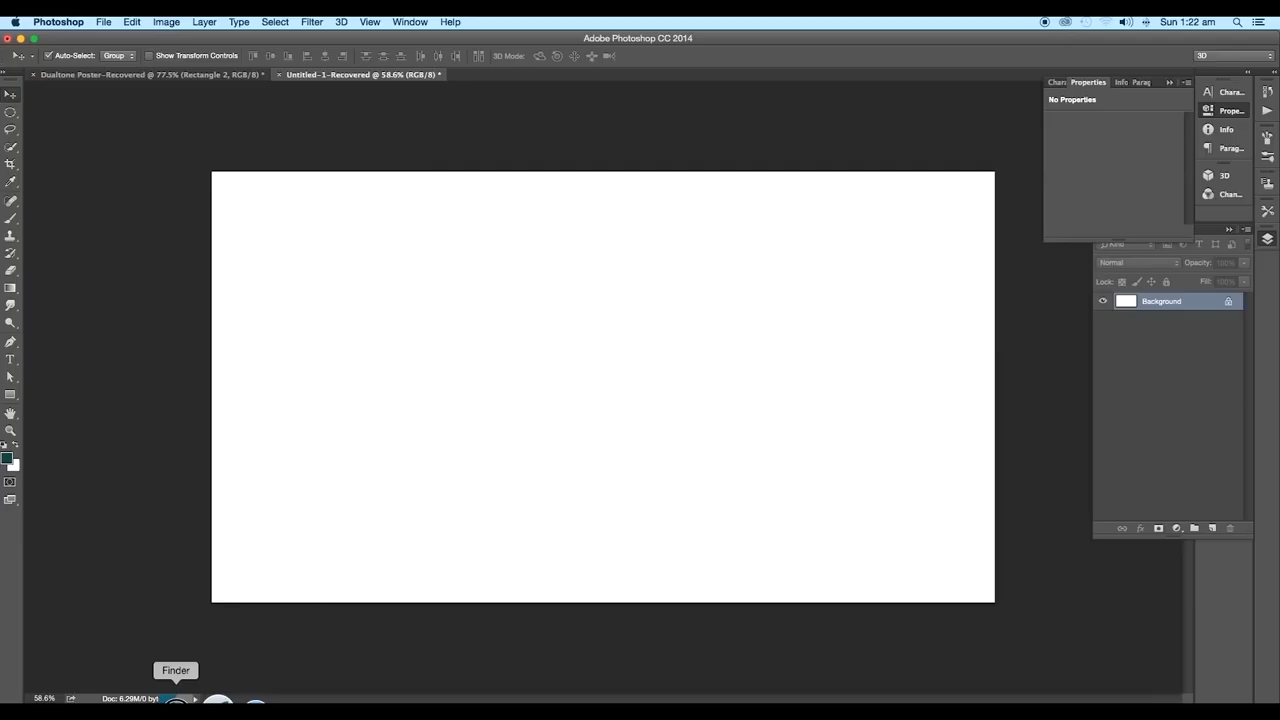 Photoshop File Edit Image Layer Type Select Filter 3D View Window Help Sun 1:22 am
Adobe Photoshop CC 2014
Auto-Select: Group Show Transform Controls 3D Mode: 3D
Dualtone Poster-Recovered @ 77.5% (Rectangle 2, RGB/8) * Untitled-1-Recovered @ 58.6% (RGB/8) *
Properties Info Parag
No Properties
A| Chara...
Prope...
Info
Parag...
3D
Chan...
Kind
Normal Opacity: 100%
Lock: Fill: 100%
Background
T
Finder
58.6% Doc: 6.29M/0 byt